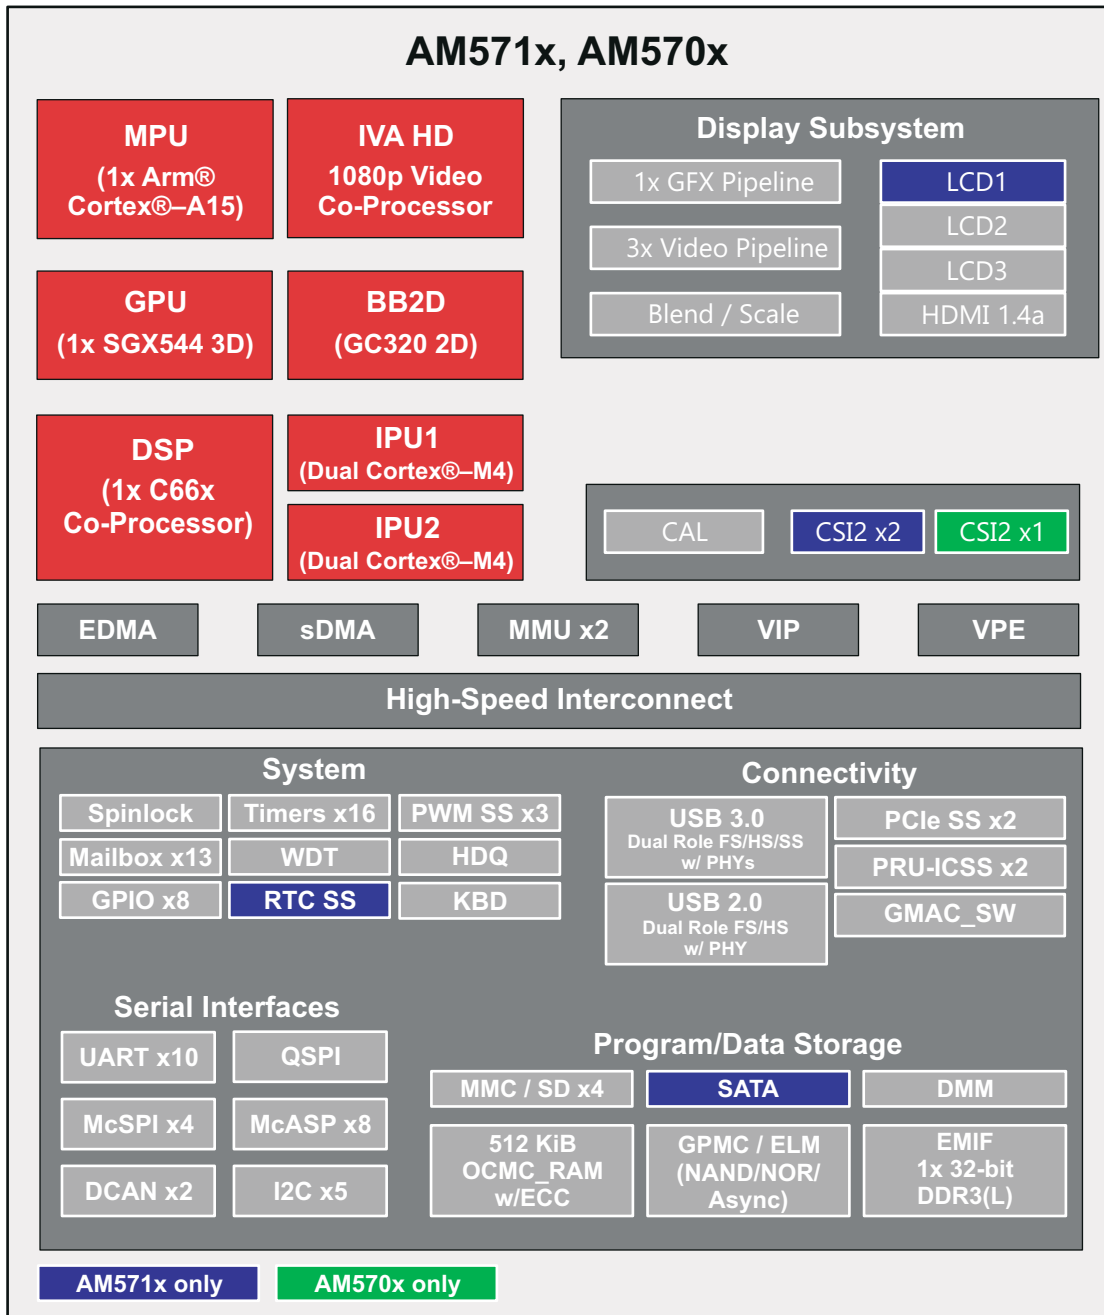 AM571x, AM570x
MPU
(1x Arm®
Cortex®–A15)
IVA HD
1080p Video
Co-Processor
Display Subsystem
1x GFX Pipeline
3x Video Pipeline
Blend / Scale
LCD1
LCD2
LCD3
HDMI 1.4a
GPU
(1x SGX544 3D)
BB2D
(GC320 2D)
DSP
(1x C66x
Co-Processor)
IPU1
(Dual Cortex®–M4)
IPU2
(Dual Cortex®–M4)
CAL
CSI2 x2
CSI2 x1
EDMA
sDMA
MMU x2
VIP
VPE
High-Speed Interconnect
System
Spinlock
Timers x16
PWM SS x3
Mailbox x13
WDT
HDQ
GPIO x8
RTC SS
KBD
Connectivity
USB 3.0
Dual Role FS/HS/SS
w/ PHYs
USB 2.0
Dual Role FS/HS
w/ PHY
PCIe SS x2
PRU-ICSS x2
GMAC_SW
Serial Interfaces
UART x10
QSPI
McSPI x4
McASP x8
DCAN x2
I2C x5
Program/Data Storage
MMC / SD x4
SATA
DMM
512 KiB
OCMC_RAM
w/ECC
GPMC / ELM
(NAND/NOR/
Async)
EMIF
1x 32-bit
DDR3(L)
AM571x only
AM570x only